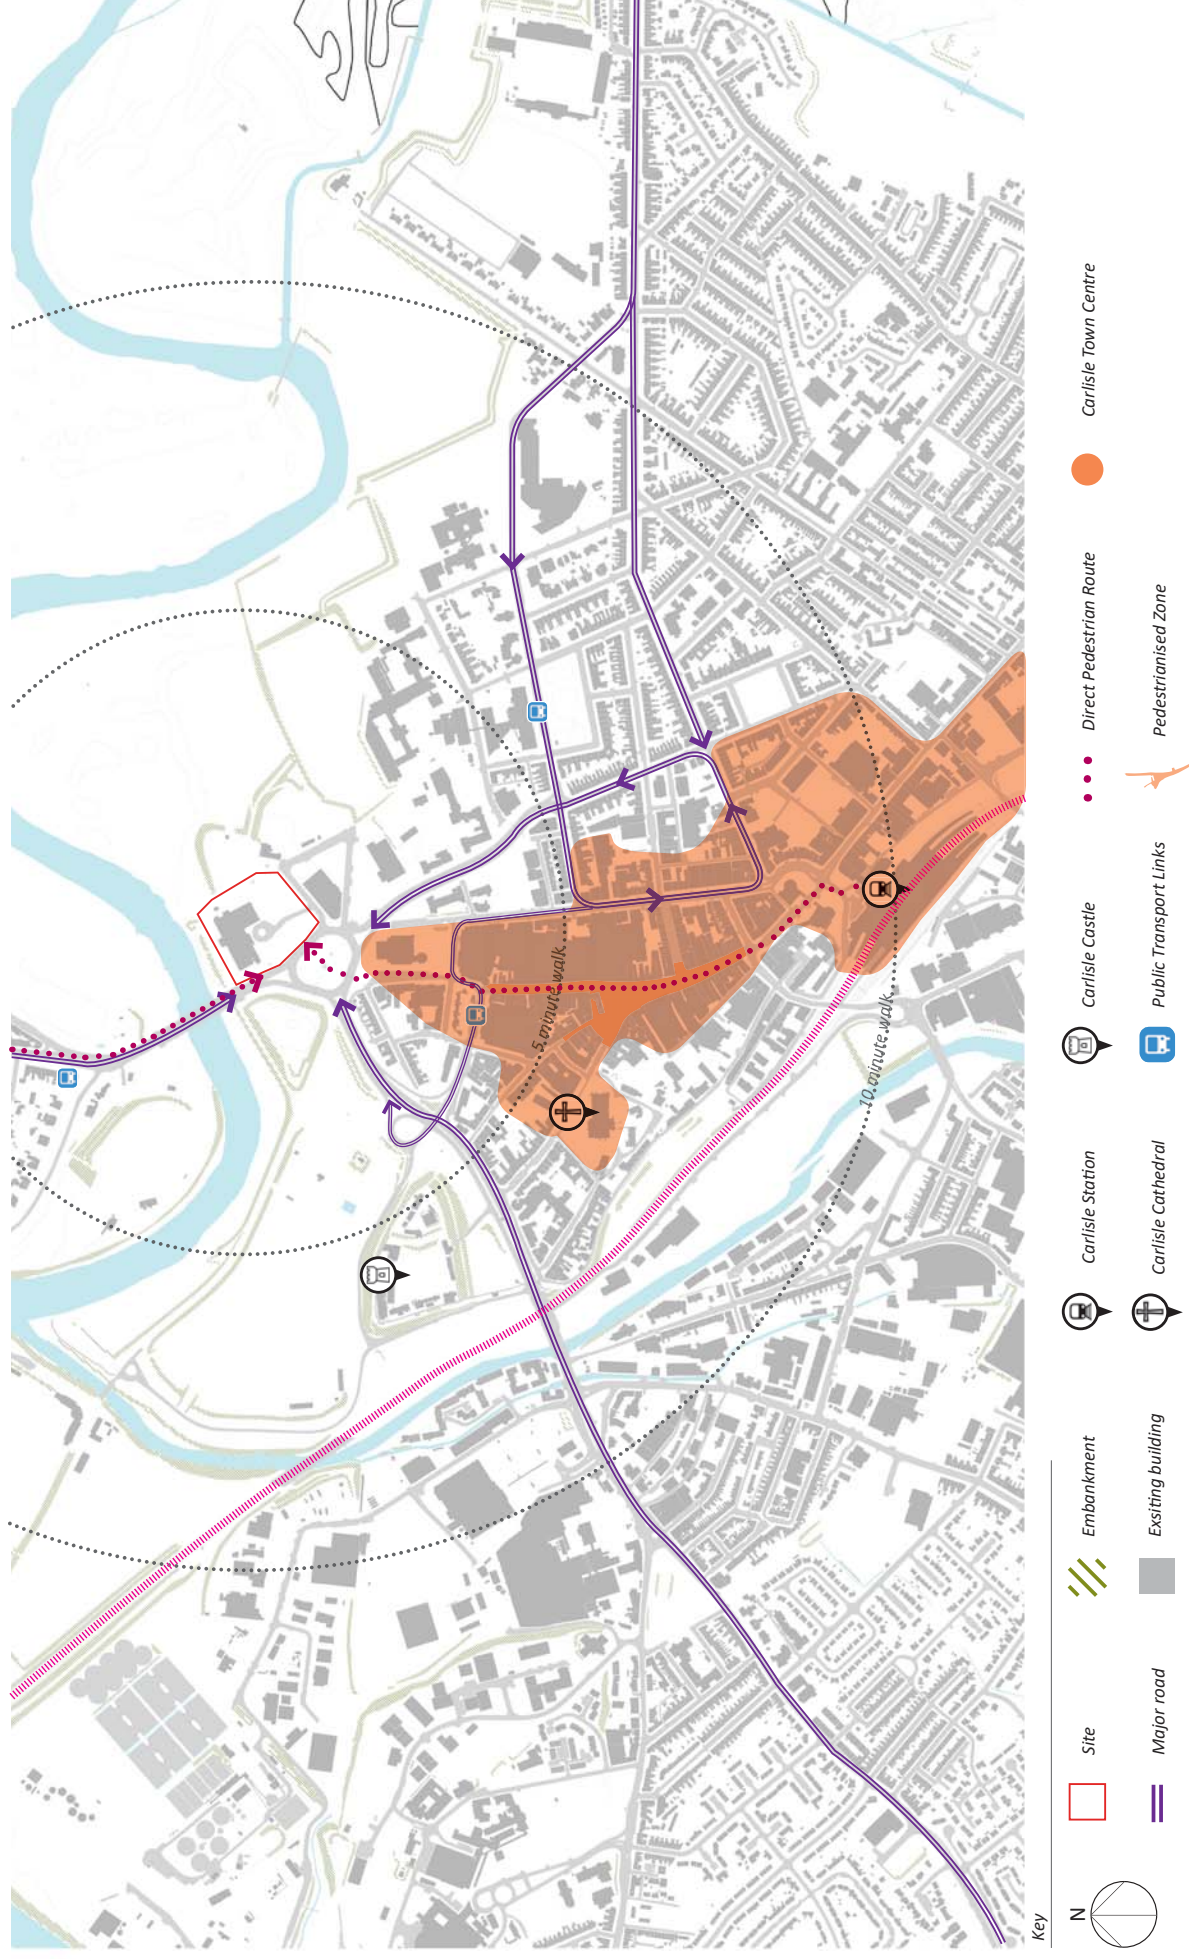 5 minute walk
10 minute walk
Key
N
Site
Embankment
Carlisle Station
Carlisle Castle
Direct Pedestrian Route
Carlisle Town Centre
Major road
Exsiting building
Carlisle Cathedral
Public Transport Links
Pedestrianised Zone